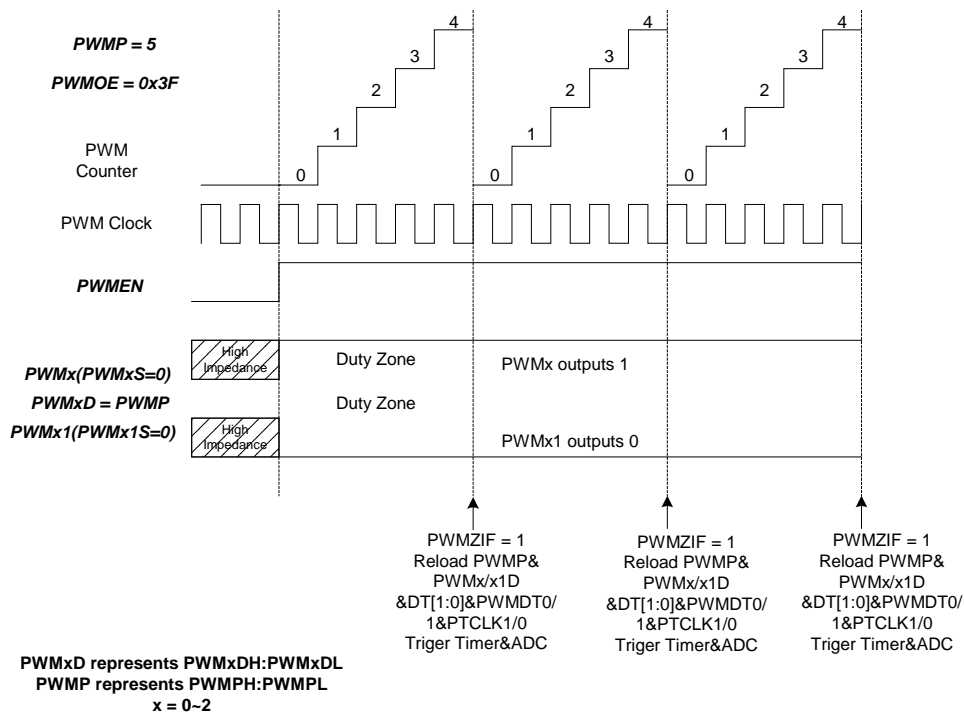 PWMP = 5
PWMOE = 0x3F
PWM
Counter
0
1
2
3
4
0
1
2
3
4
0
1
2
3
4
PWM Clock
PWMEN
High
Impedance
Duty Zone
PWMx outputs 1
PWMx(PWMxS=0)
PWMxD = PWMP
Duty Zone
PWMx1(PWMx1S=0)
High
Impedance
PWMx1 outputs 0
PWMZIF = 1
Reload PWMP&
PWMx/x1D
&DT[1:0]&PWMDT0/
1&PTCLK1/0
Triger Timer&ADC
PWMZIF = 1
Reload PWMP&
PWMx/x1D
&DT[1:0]&PWMDT0/
1&PTCLK1/0
Triger Timer&ADC
PWMZIF = 1
Reload PWMP&
PWMx/x1D
&DT[1:0]&PWMDT0/
1&PTCLK1/0
Triger Timer&ADC
PWMxD represents PWMxDH:PWMxDL
PWMP represents PWMPH:PWMPL
x = 0~2